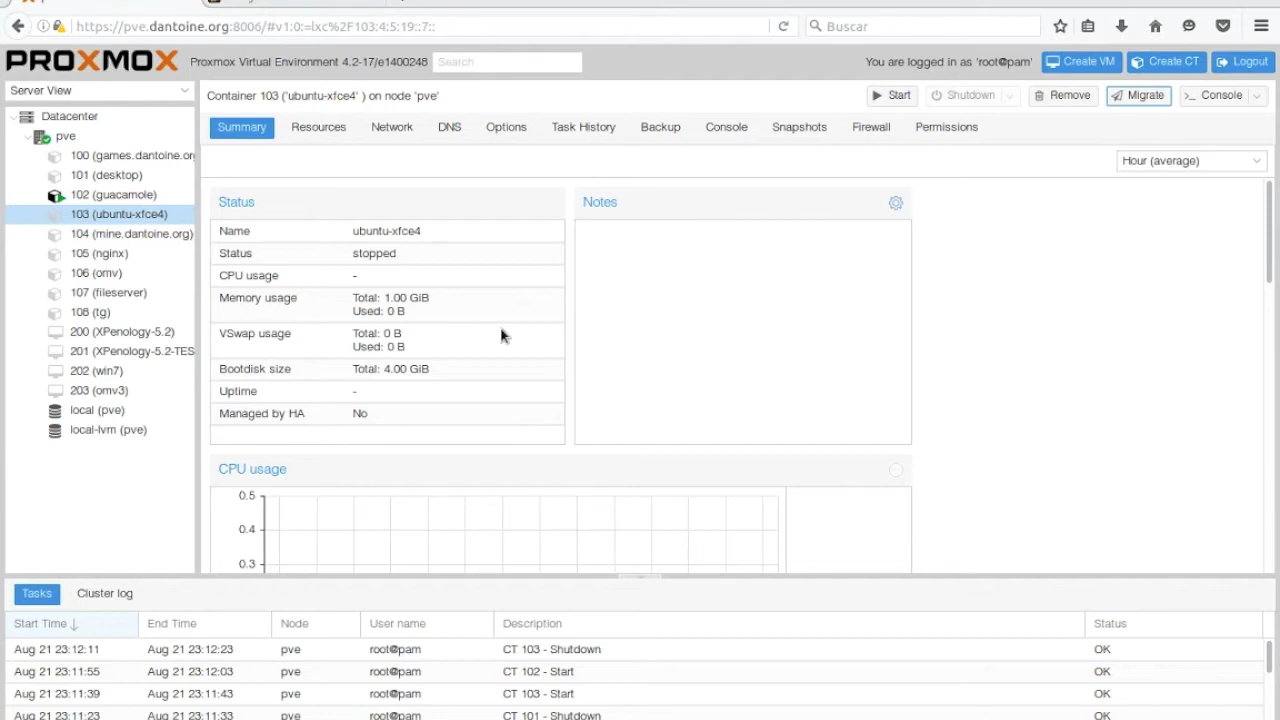 https://pve.dantoine.org:8006/#v1:0:=lxc%2F103:4:5:19::7::
Buscar
PROXMOX
Proxmox Virtual Environment 4.2-17/e1400248
Search
You are logged in as 'root@pam'
Create VM
Create CT
Logout
Server View
Container 103 ('ubuntu-xfce4' ) on node 'pve'
Start
Shutdown
Remove
Migrate
Console
Datacenter
pve
100 (games.dantoine.org
101 (desktop)
102 (guacamole)
103 (ubuntu-xfce4)
104 (mine.dantoine.org)
105 (nginx)
106 (omv)
107 (fileserver)
108 (tg)
200 (XPenology-5.2)
201 (XPenology-5.2-TES
202 (win7)
203 (omv3)
local (pve)
local-lvm (pve)
Summary
Resources
Network
DNS
Options
Task History
Backup
Console
Snapshots
Firewall
Permissions
Hour (average)
Status
Name ubuntu-xfce4
Status stopped
CPU usage -
Memory usage Total: 1.00 GiB
Used: 0 B
VSwap usage Total: 0 B
Used: 0 B
Bootdisk size Total: 4.00 GiB
Uptime -
Managed by HA No
Notes
CPU usage
0.5
0.4
0.3
Tasks
Cluster log
Start Time End Time Node User name Description Status
Aug 21 23:12:11 Aug 21 23:12:23 pve root@pam CT 103 - Shutdown OK
Aug 21 23:11:55 Aug 21 23:12:03 pve root@pam CT 102 - Start OK
Aug 21 23:11:39 Aug 21 23:11:43 pve root@pam CT 103 - Start OK
Aug 21 23:11:23 Aug 21 23:11:33 pve root@pam CT 101 - Shutdown OK